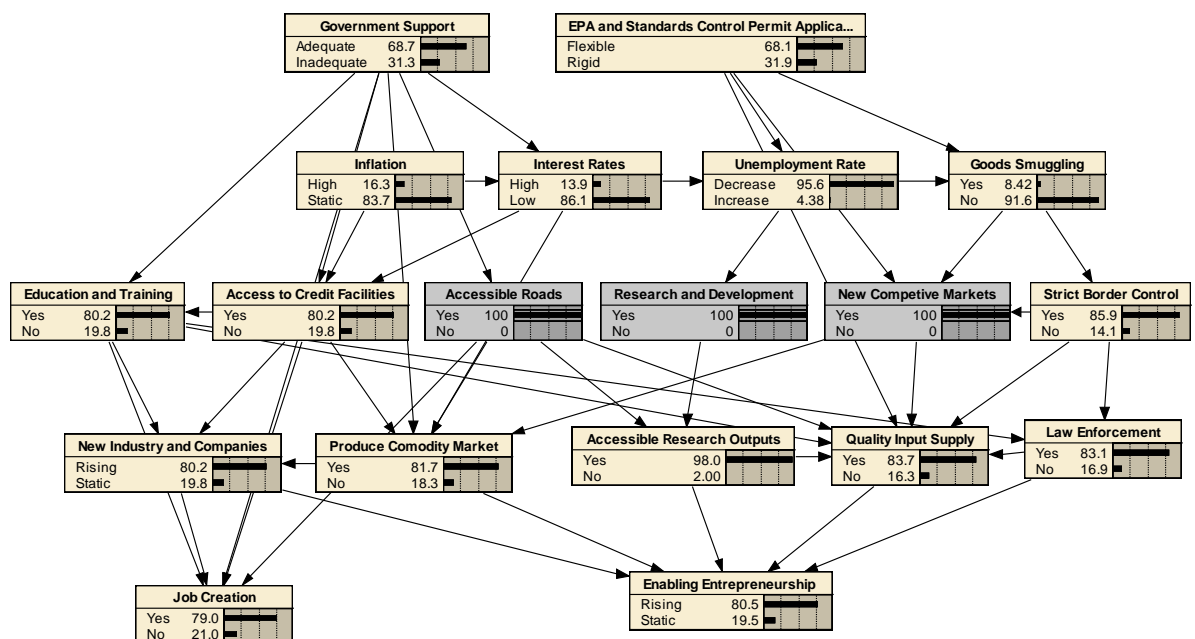 Government Support
Adequate 68.7
Inadequate 31.3
EPA and Standards Control Permit Applica...
Flexible 68.1
Rigid 31.9
Inflation
High 16.3
Static 83.7
Interest Rates
High 13.9
Low 86.1
Unemployment Rate
Decrease 95.6
Increase 4.38
Goods Smuggling
Yes 8.42
No 91.6
Education and Training
Yes 80.2
No 19.8
Access to Credit Facilities
Yes 80.2
No 19.8
Accessible Roads
Yes 100
No 0
Research and Development
Yes 100
No 0
New Competive Markets
Yes 100
No 0
Strict Border Control
Yes 85.9
No 14.1
New Industry and Companies
Rising 80.2
Static 19.8
Produce Comodity Market
Yes 81.7
No 18.3
Accessible Research Outputs
Yes 98.0
No 2.00
Quality Input Supply
Yes 83.7
No 16.3
Law Enforcement
Yes 83.1
No 16.9
Job Creation
Yes 79.0
No 21.0
Enabling Entrepreneurship
Rising 80.5
Static 19.5